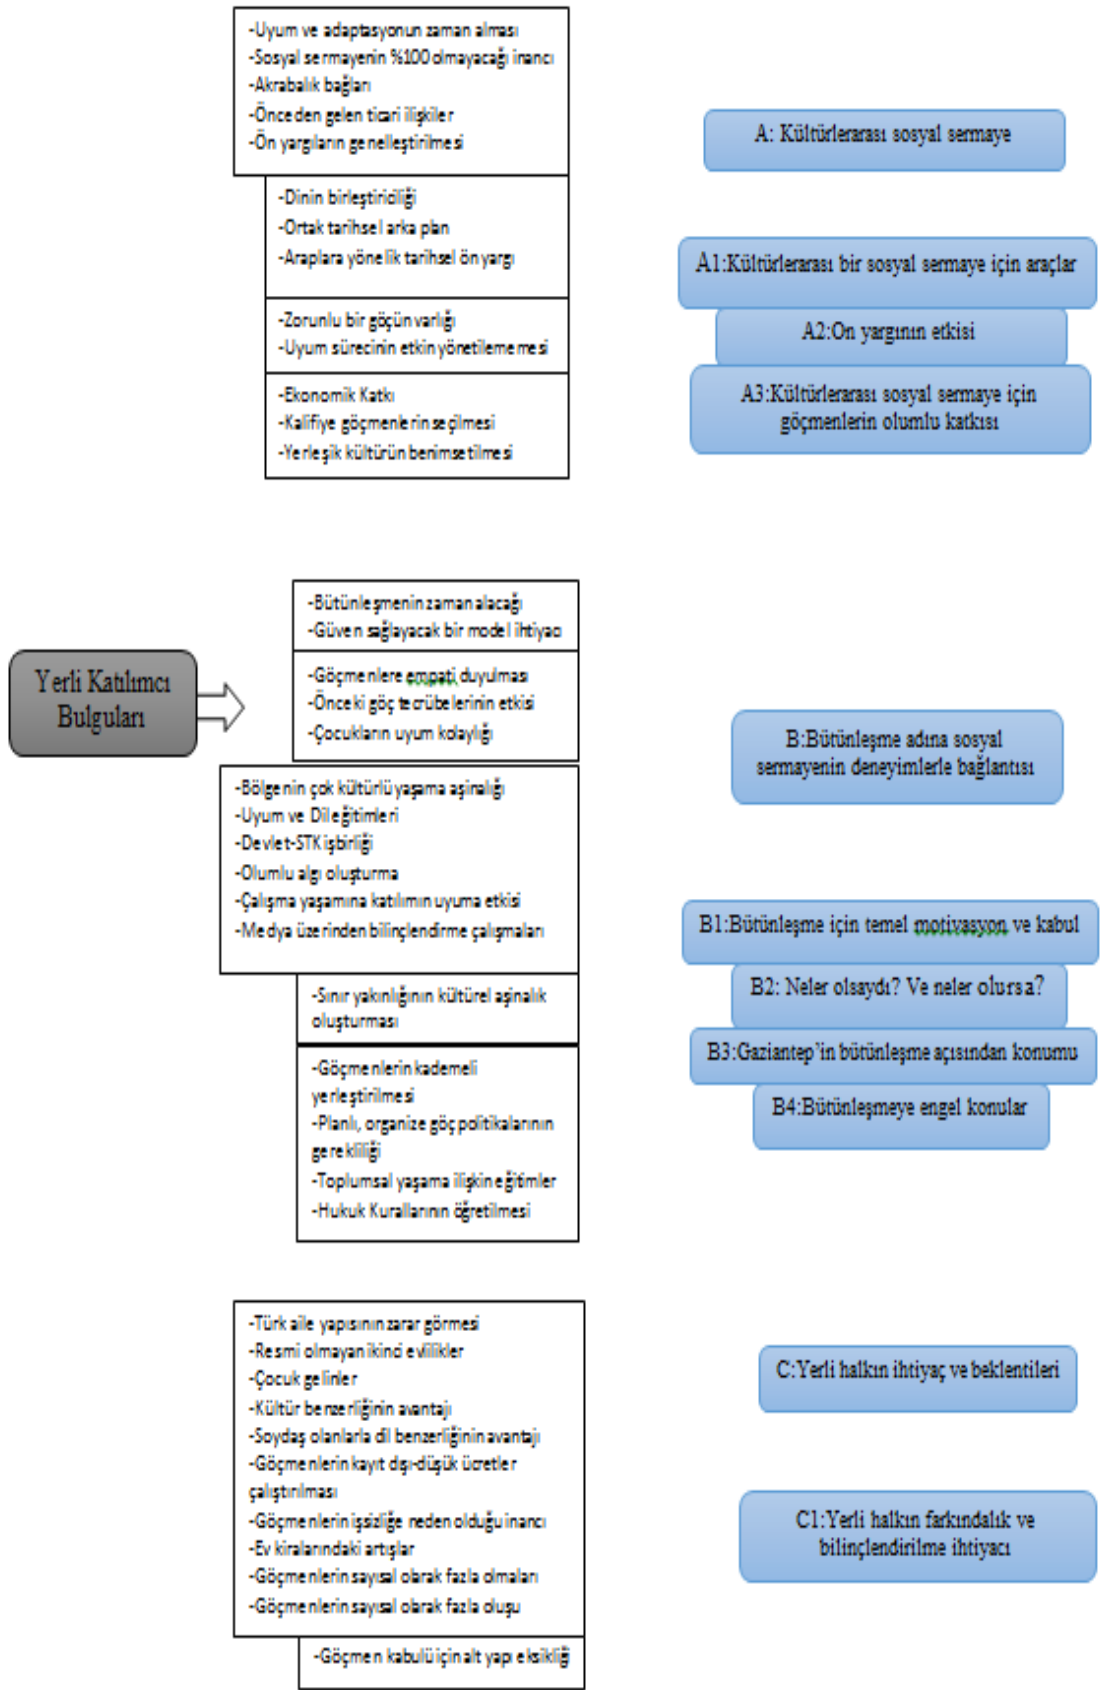 -Uyum ve adaptasyonun zaman alması
-Sosyal sermayenin %100 olmayacağı inancı
-Akrabalık bağları
-Önceden gelen ticari ilişkiler
-Ön yargıların genelleştirilmesi
A: Kültürlerarası sosyal sermaye
-Dinin birleştiriciliği
-Ortak tarihsel arka plan
-Araplara yönelik tarihsel ön yargı
A1:Kültürlerarası bir sosyal sermaye için araçlar
-Zorunlu bir göçün varlığı
-Uyum sürecinin etkin yönetilememesi
A2:On yargının etkisi
-Ekonomik Katkı
-Kalifiye göçmenlerin seçilmesi
-Yerleşik kültürün benimsetilmesi
A3:Kültürlerarası sosyal sermaye için
göçmenlerin olumlu katkısı
Yerli Katılımcı
Bulguları
-Bütünleşmenin zaman alacağı
-Güven sağlayacak bir model ihtiyacı
-Göçmenlere empati duyulması
-Önceki göç tecrübelerinin etkisi
-Çocukların uyum kolaylığı
B:Bütünleşme adına sosyal
sermayenin deneyimlerle bağlantısı
-Bölgenin çok kültürlü yaşama aşinalığı
-Uyum ve Dil eğitimleri
-Devlet-STK işbirliği
-Olumlu algı oluşturma
-Çalışma yaşamına katılımın uyuma etkisi
-Medya üzerinden bilinçlendirme çalışmaları
B1:Bütünleşme için temel motivasyon ve kabul
-Sınır yakınlığının kültürel aşinalık
oluşturması
B2: Neler olsaydı? Ve neler olursa?
-Göçmenlerin kademeli
yerleştirilmesi
-Planlı, organize göç politikalarının
gerekliliği
-Toplumsal yaşama ilişkin eğitimler
-Hukuk Kurallarının öğretilmesi
B3:Gaziantep’in bütünleşme açısından konumu
B4:Bütünleşmeye engel konular
-Türk aile yapısının zarar görmesi
-Resmi olmayan ikinci evlilikler
-Çocuk gelinler
-Kültür benzerliğinin avantajı
-Soydaş olanlarla dil benzerliğinin avantajı
-Göçmenlerin kayıt dışı-düşük ücretler
çalıştırılması
-Göçmenlerin işsizliğe neden olduğu inancı
-Ev kiralarındaki artışlar
-Göçmenlerin sayısal olarak fazla olmaları
-Göçmenlerin sayısal olarak fazla oluşu
C:Yerli halkın ihtiyaç ve beklentileri
C1:Yerli halkın farkındalık ve
bilinçlendirilme ihtiyacı
-Göçmen kabulü için alt yapı eksikliği